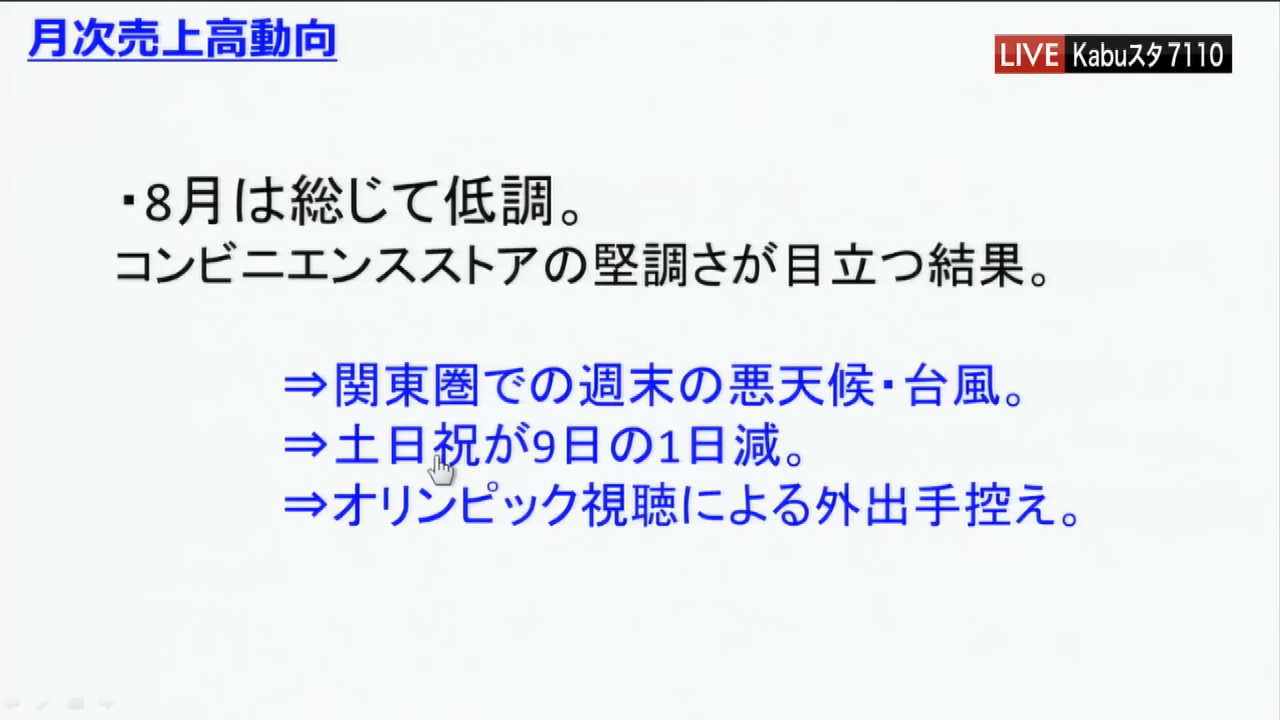 月次売上高動向
LIVE Kabuスタ7110
・8月は総じて低調。
コンビニエンスストアの堅調さが目立つ結果。
⇒関東圏での週末の悪天候・台風。
⇒土日祝が9日の1日減。
⇒オリンピック視聴による外出手控え。